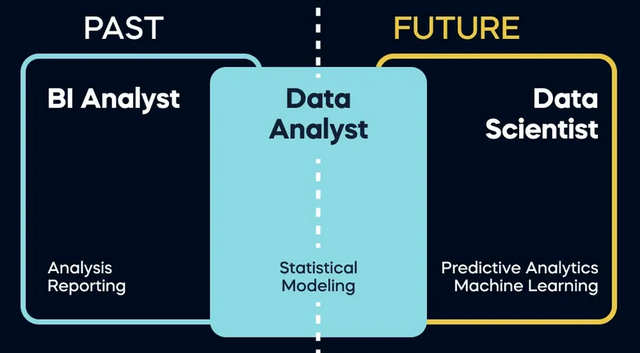 PAST
FUTURE
BI Analyst
Data
Analyst
Data
Scientist
Analysis
Reporting
Statistical
Modeling
Predictive Analytics
Machine Learning